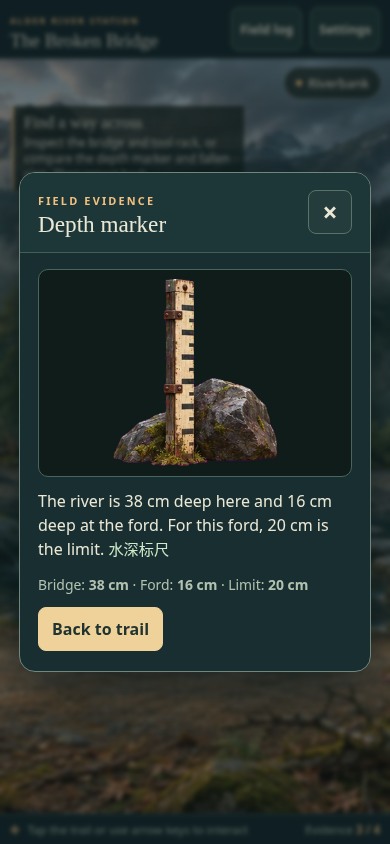 ALDER RIVER STATION
The Broken Bridge
Field log
Settings
Riverbank
Find a way across
Inspect the bridge and tool rack, or
compare the depth marker and fallen
FIELD EVIDENCE
Depth marker
×
The river is 38 cm deep here and 16 cm
deep at the ford. For this ford, 20 cm is
the limit. 水深标尺
Bridge: 38 cm · Ford: 16 cm · Limit: 20 cm
Back to trail
Tap the trail or use arrow keys to interact
Evidence 3 / 4